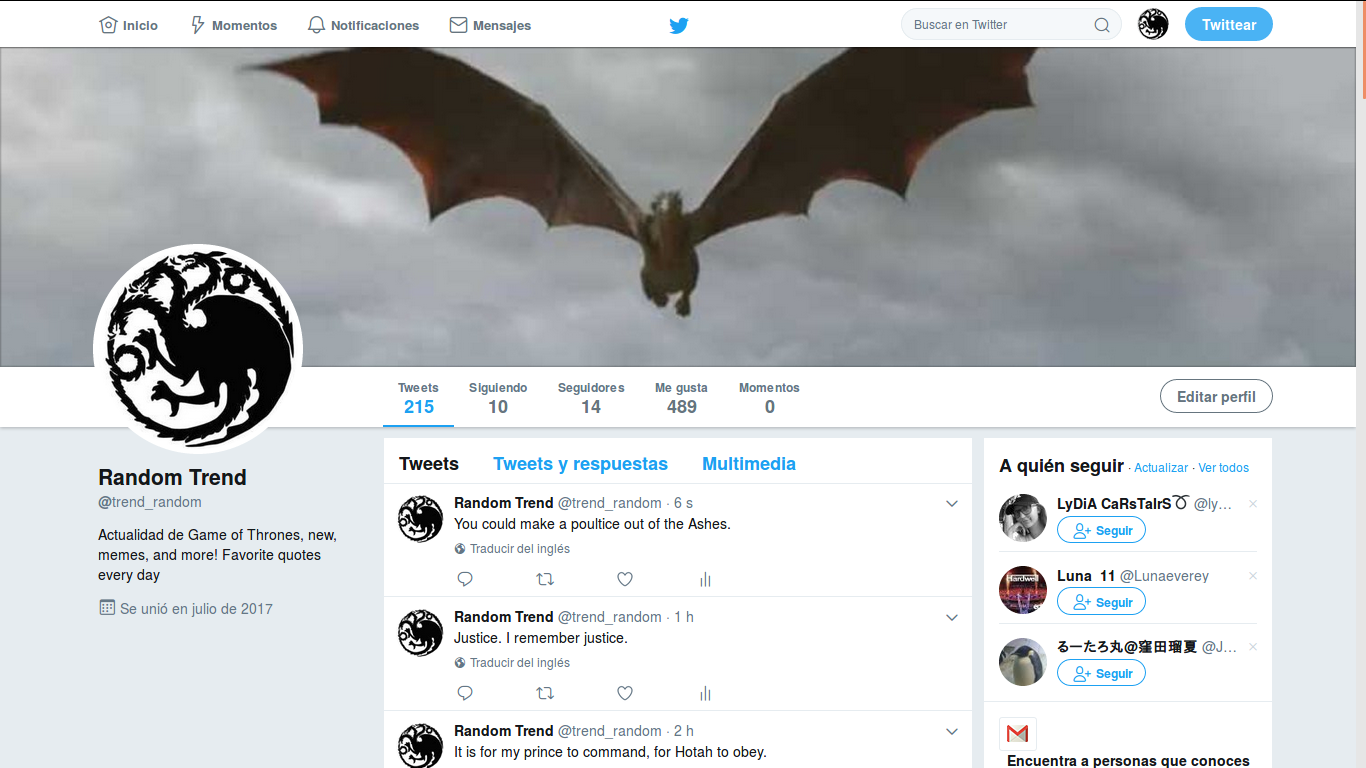 Inicio
Momentos
Notificaciones
Mensajes
Buscar en Twitter
Twittear
Tweets
215
Siguiendo
10
Seguidores
14
Me gusta
489
Momentos
0
Editar perfil
Random Trend
@trend_random
Actualidad de Game of Thrones, new,
memes, and more! Favorite quotes
every day
Se unió en julio de 2017
Tweets Tweets y respuestas Multimedia
Random Trend @trend_random · 6 s
You could make a poultice out of the Ashes.
Traducir del inglés
Random Trend @trend_random · 1 h
Justice. I remember justice.
Traducir del inglés
Random Trend @trend_random · 2 h
It is for my prince to command, for Hotah to obey.
A quién seguir · Actualizar · Ver todos
LyDiA CaRsTaIrS➰ @ly...
Seguir
Hardwell
Luna 11 @Lunaeverey
Seguir
るーたろ丸@窪田瑠夏 @J...
Seguir
Encuentra a personas que conoces